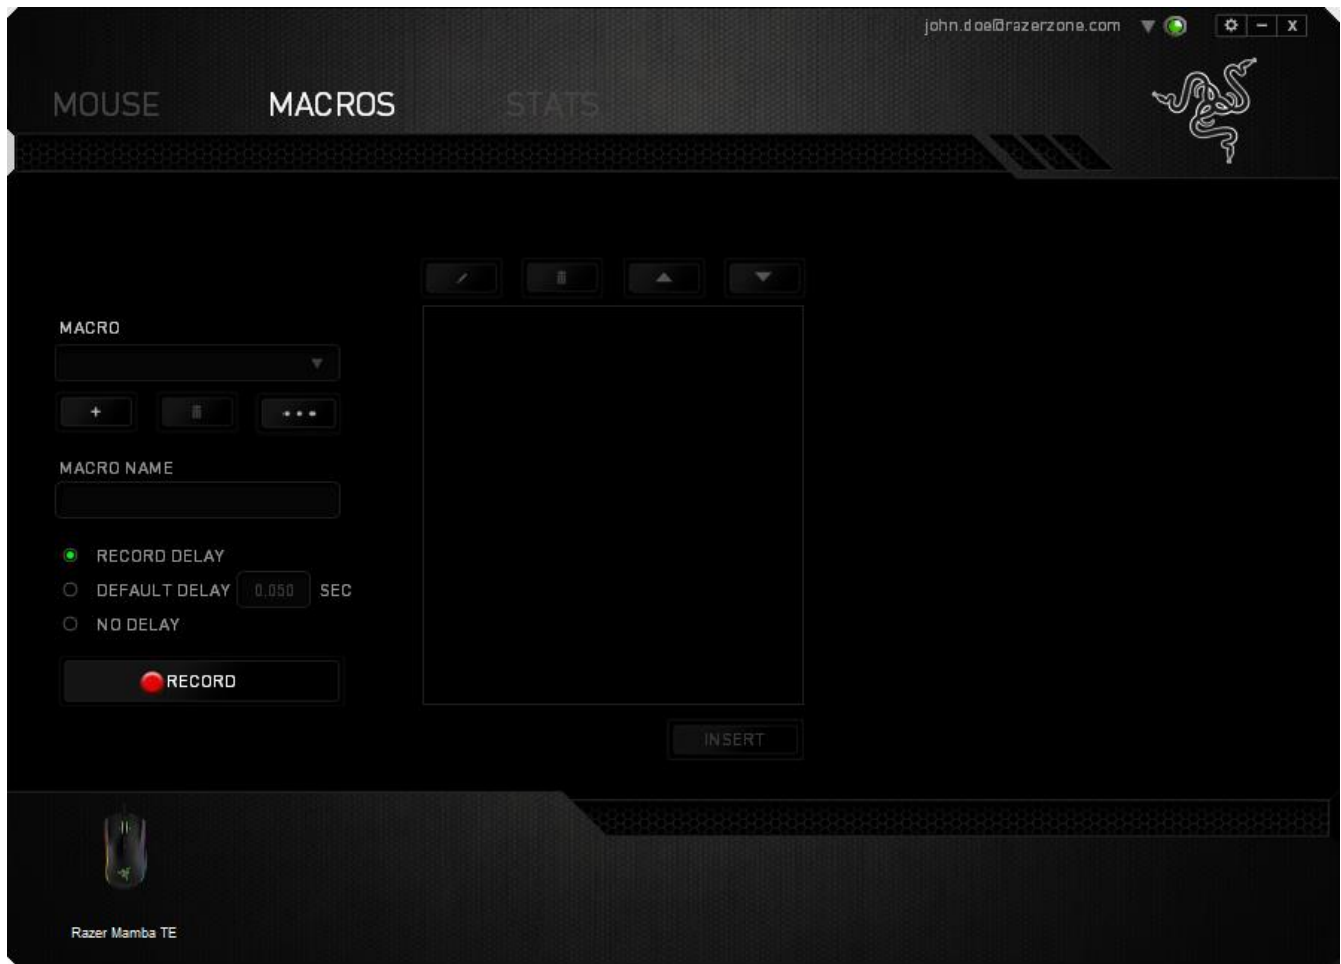 john.doe@razerzone.com
MOUSE MACROS STATS
MACRO
MACRO NAME
RECORD DELAY
DEFAULT DELAY 0.050 SEC
NO DELAY
RECORD
INSERT
Razer Mamba TE